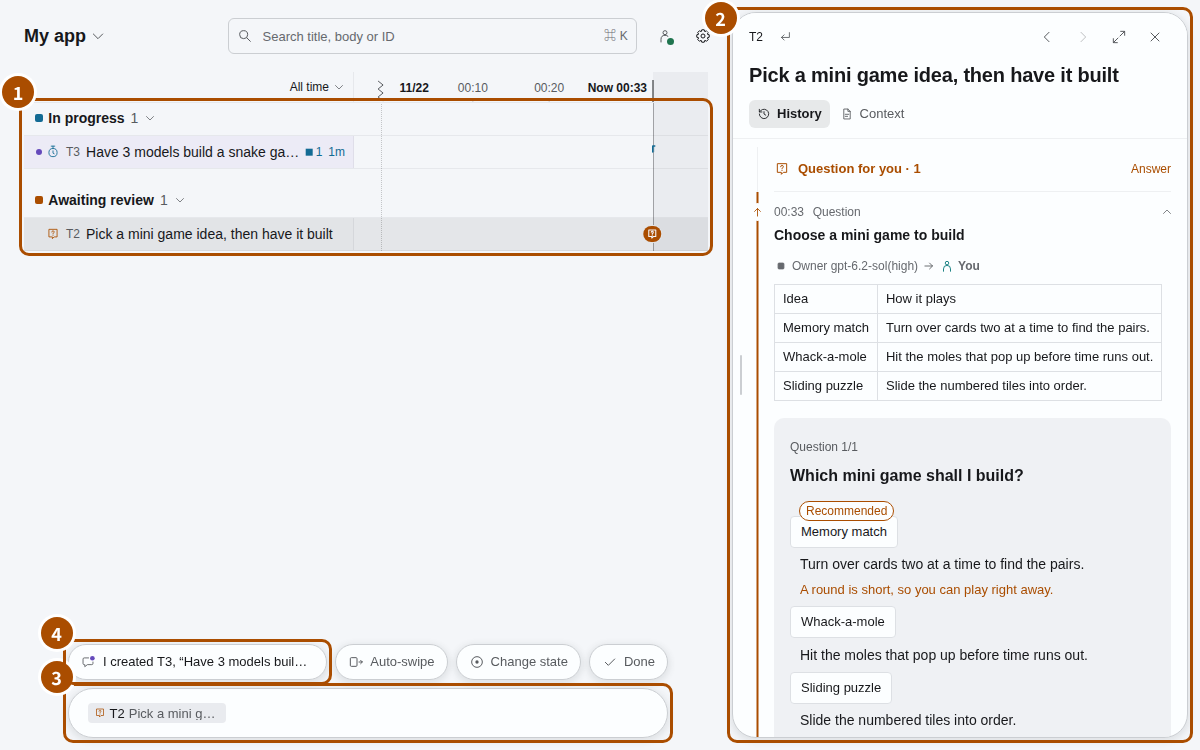 My app
Search title, body or ID
⌘ K
2
T2
Pick a mini game idea, then have it built
History
Context
1
All time
11/22
00:10
00:20
Now 00:33
In progress 1
T3 Have 3 models build a snake ga… 1 1m
Awaiting review 1
T2 Pick a mini game idea, then have it built
Question for you · 1
Answer
00:33 Question
Choose a mini game to build
Owner gpt-6.2-sol(high) → You
Idea How it plays
Memory match Turn over cards two at a time to find the pairs.
Whack-a-mole Hit the moles that pop up before time runs out.
Sliding puzzle Slide the numbered tiles into order.
Question 1/1
Which mini game shall I build?
Recommended
Memory match
Turn over cards two at a time to find the pairs.
A round is short, so you can play right away.
Whack-a-mole
Hit the moles that pop up before time runs out.
Sliding puzzle
Slide the numbered tiles into order.
4
I created T3, “Have 3 models buil…
Auto-swipe
Change state
Done
3
T2 Pick a mini g…